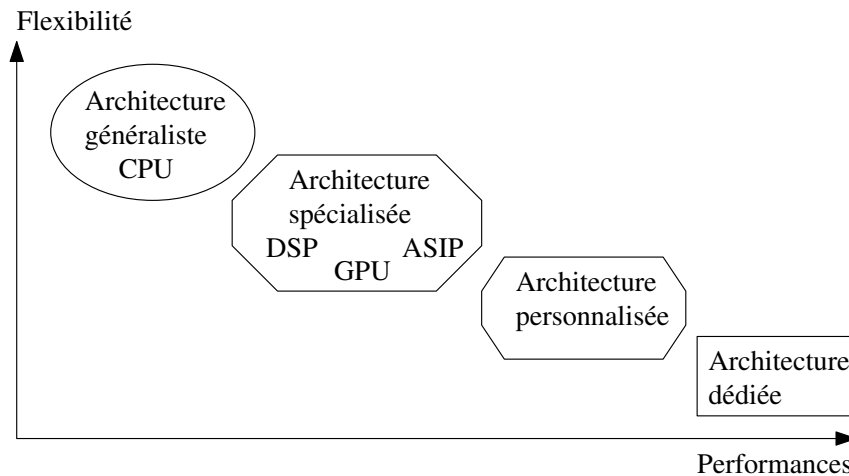 Flexibilité
Architecture
généraliste
CPU
Architecture
spécialisée
DSP ASIP
GPU
Architecture
personnalisée
Architecture
dédiée
Performances